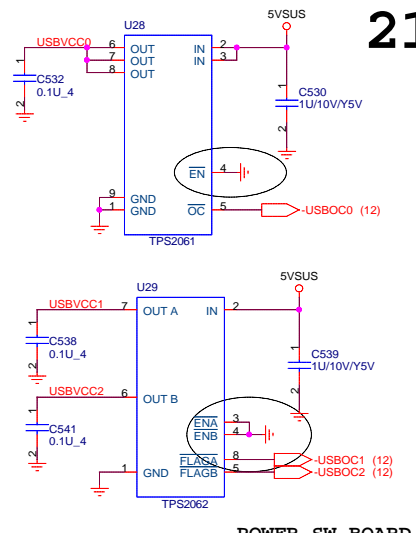 21
U28
5VSUS
USBVCC0
6 OUT IN 2
7 OUT IN 3
8 OUT
1
C532
0.1U_4
2
1
C530
1U/10V/Y5V
2
EN 4
9 GND
1 GND OC 5 -USBOC0 (12)
TPS2061
U29
5VSUS
USBVCC1 7 OUT A IN 2
1
C538
0.1U_4
2
1
C539
1U/10V/Y5V
2
USBVCC2 6 OUT B
1
C541
0.1U_4
2
ENA 3
ENB 4
FLAGA 8 -USBOC1 (12)
1 GND FLAGB 5 -USBOC2 (12)
TPS2062
POWER SW BOARD